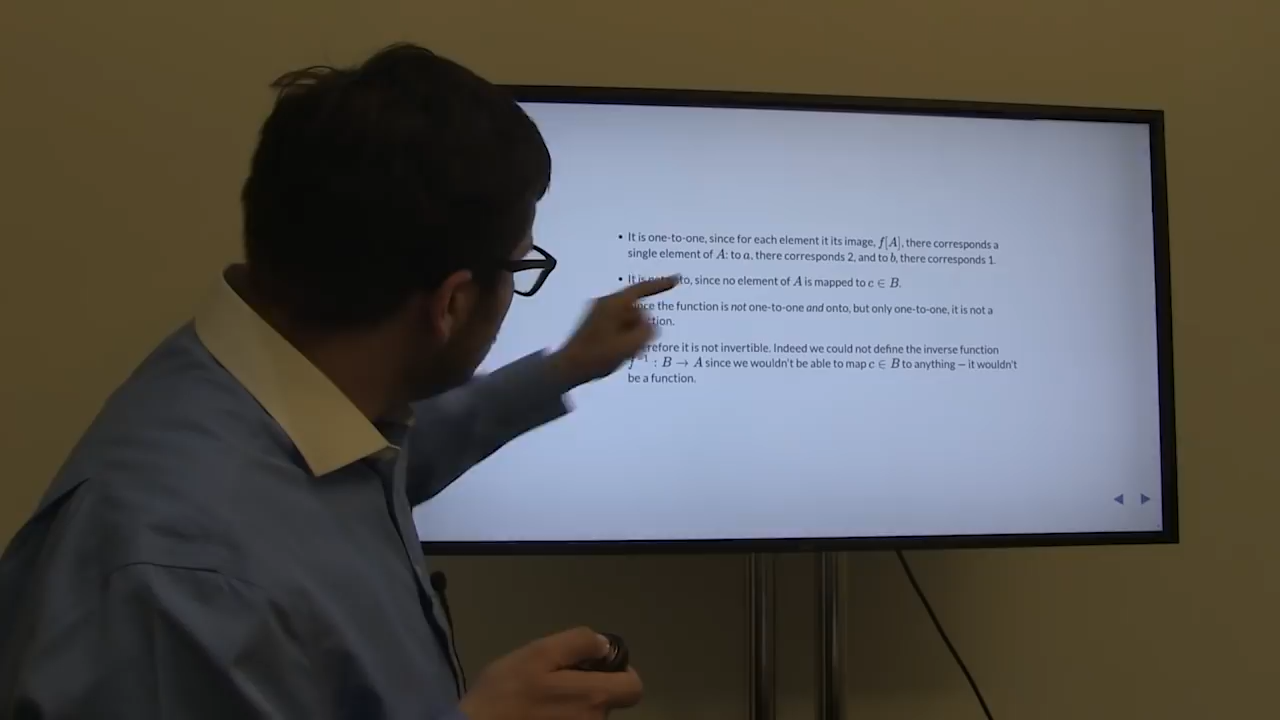 • It is one-to-one, since for each element it its image, f[A], there corresponds a
single element of A: to a, there corresponds 2, and to b, there corresponds 1.
• It is to, since no element of A is mapped to c ∈ B.
the function is not one-to-one and onto, but only one-to-one, it is not a
it is not invertible. Indeed we could not define the inverse function
f⁻¹ : B → A since we wouldn't be able to map c ∈ B to anything – it wouldn't
be a function.